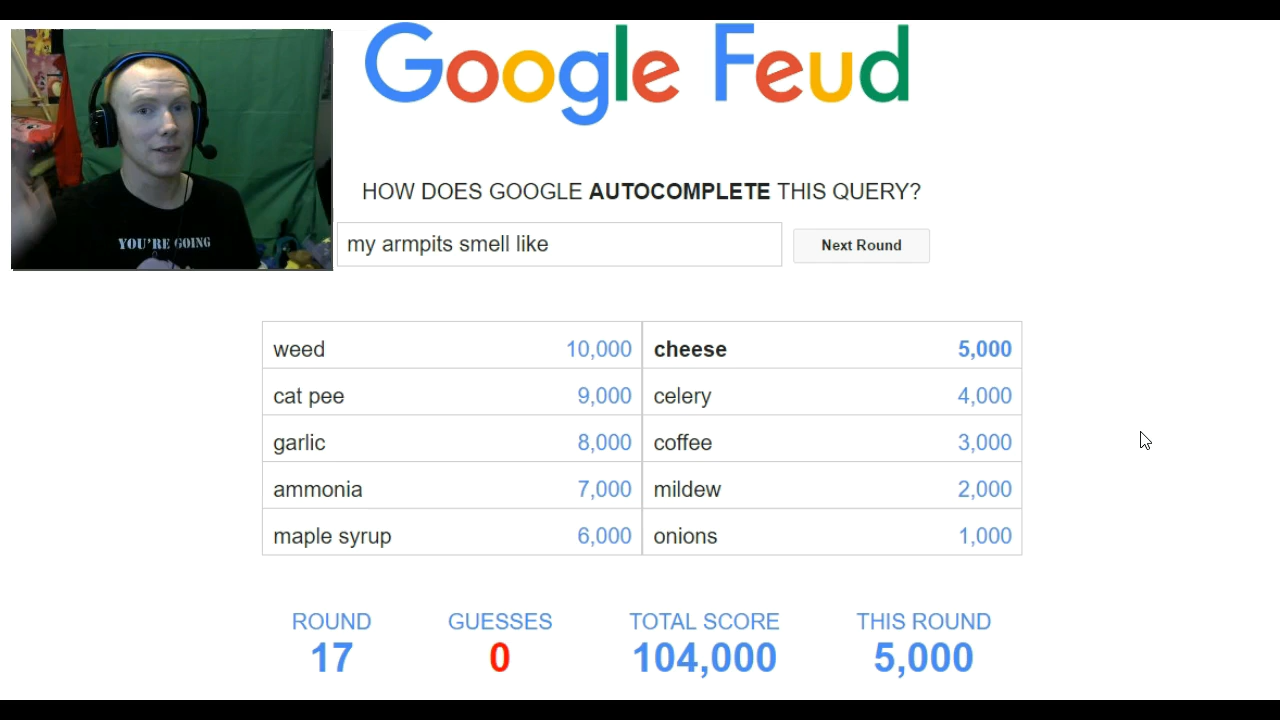 Google Feud
YOU'RE GOING
HOW DOES GOOGLE AUTOCOMPLETE THIS QUERY?
my armpits smell like
Next Round
weed 10,000 cheese 5,000
cat pee 9,000 celery 4,000
garlic 8,000 coffee 3,000
ammonia 7,000 mildew 2,000
maple syrup 6,000 onions 1,000
ROUND GUESSES TOTAL SCORE THIS ROUND
17 0 104,000 5,000